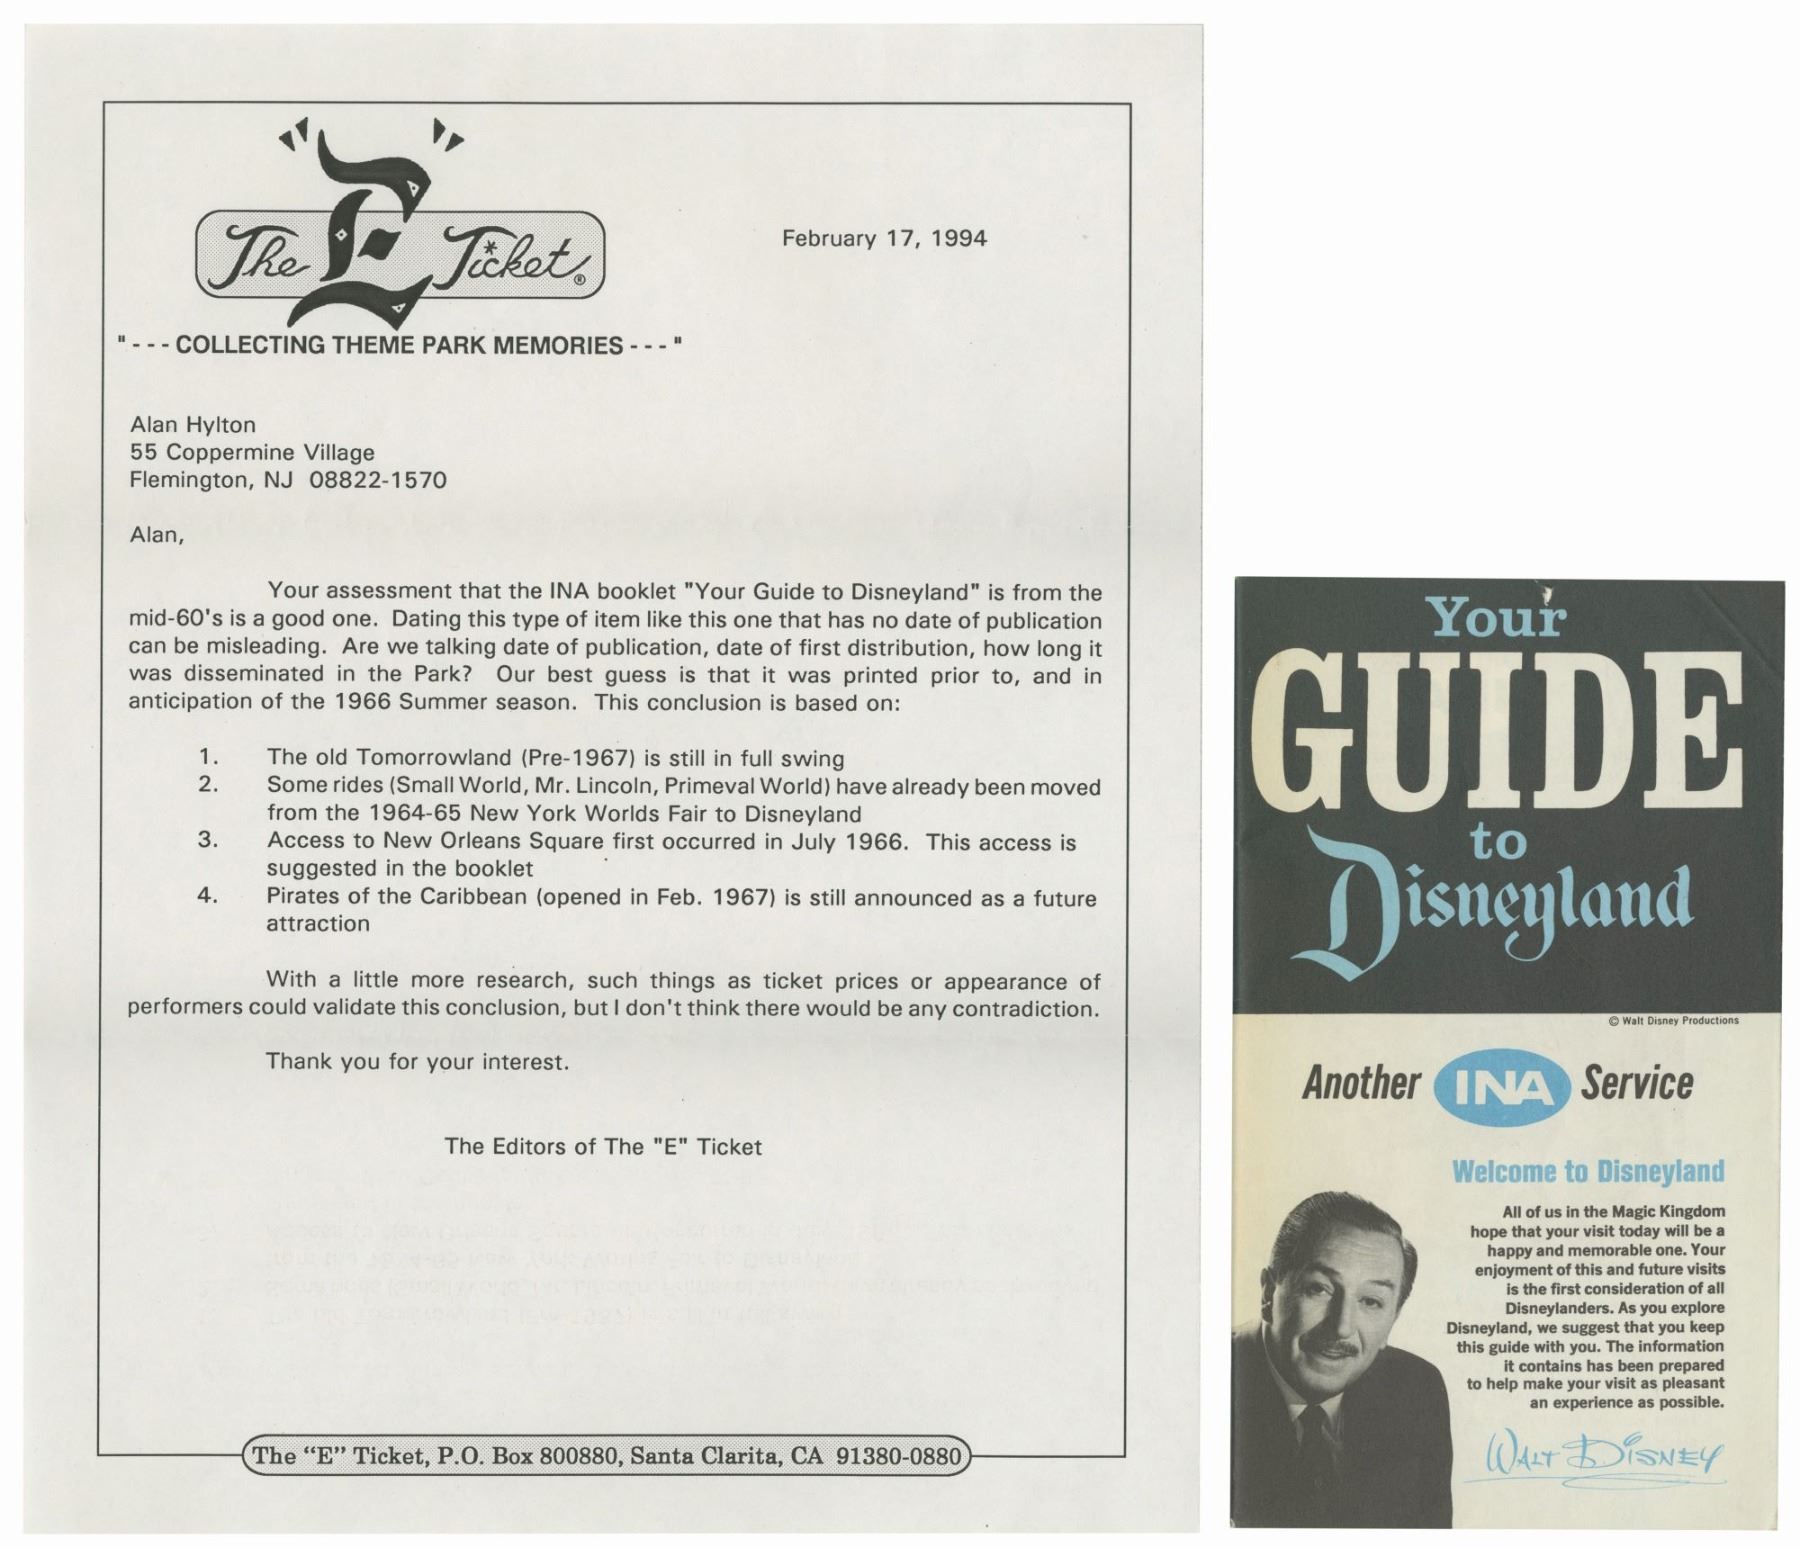 The "E" Ticket®
February 17, 1994
"--- COLLECTING THEME PARK MEMORIES ---"
Alan Hylton
55 Coppermine Village
Flemington, NJ 08822-1570
Alan,
Your assessment that the INA booklet "Your Guide to Disneyland" is from the
mid-60's is a good one. Dating this type of item like this one that has no date of publication
can be misleading. Are we talking date of publication, date of first distribution, how long it
was disseminated in the Park? Our best guess is that it was printed prior to, and in
anticipation of the 1966 Summer season. This conclusion is based on:
1. The old Tomorrowland (Pre-1967) is still in full swing
2. Some rides (Small World, Mr. Lincoln, Primeval World) have already been moved
from the 1964-65 New York Worlds Fair to Disneyland
3. Access to New Orleans Square first occurred in July 1966. This access is
suggested in the booklet
4. Pirates of the Caribbean (opened in Feb. 1967) is still announced as a future
attraction
With a little more research, such things as ticket prices or appearance of
performers could validate this conclusion, but I don't think there would be any contradiction.
Thank you for your interest.
The Editors of The "E" Ticket
The "E" Ticket, P.O. Box 800880, Santa Clarita, CA 91380-0880
Your
GUIDE
to
Disneyland
© Walt Disney Productions
Another INA Service
Welcome to Disneyland
All of us in the Magic Kingdom
hope that your visit today will be a
happy and memorable one. Your
enjoyment of this and future visits
is the first consideration of all
Disneylanders. As you explore
Disneyland, we suggest that you keep
this guide with you. The information
it contains has been prepared
to help make your visit as pleasant
an experience as possible.
WALT DISNEY